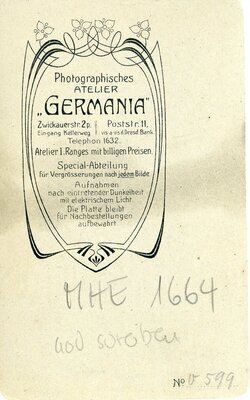 Photographisches
ATELIER
„GERMANIA"
Zwickauerstr. 2p. Poststr. 11,
Eingang Kellerweg vis a-vis d. Dresd. Bank.
Telephon 1632.
Atelier I. Ranges mit billigen Preisen.
Special-Abteilung
für Vergrösserungen nach jedem Bilde
Aufnahmen
nach eintretender Dunkelheit
mit elektrischem Licht.
Die Platte bleibt
für Nachbestellungen
aufbewahrt.
MHE 1664
No v 599